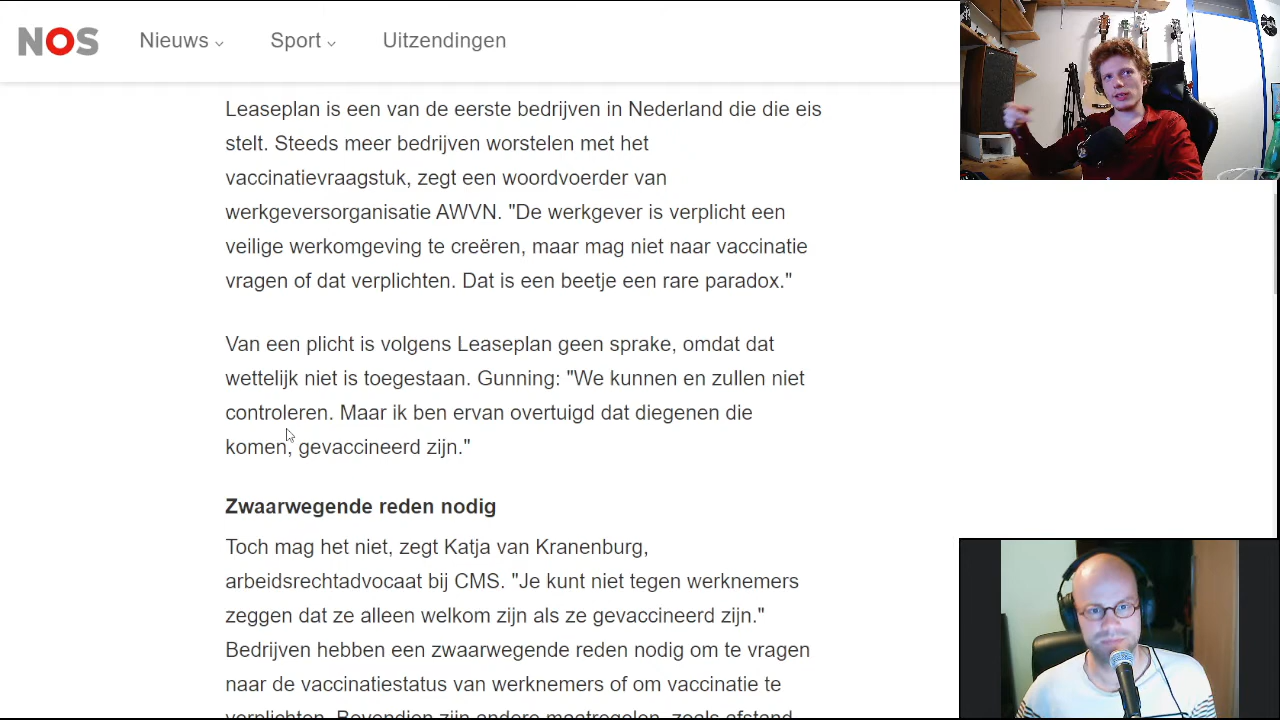 NOS Nieuws Sport Uitzendingen
Leaseplan is een van de eerste bedrijven in Nederland die die eis
stelt. Steeds meer bedrijven worstelen met het
vaccinatievraagstuk, zegt een woordvoerder van
werkgeversorganisatie AWVN. "De werkgever is verplicht een
veilige werkomgeving te creëren, maar mag niet naar vaccinatie
vragen of dat verplichten. Dat is een beetje een rare paradox."
Van een plicht is volgens Leaseplan geen sprake, omdat dat
wettelijk niet is toegestaan. Gunning: "We kunnen en zullen niet
controleren. Maar ik ben ervan overtuigd dat diegenen die
komen, gevaccineerd zijn."
Zwaarwegende reden nodig
Toch mag het niet, zegt Katja van Kranenburg,
arbeidsrechtadvocaat bij CMS. "Je kunt niet tegen werknemers
zeggen dat ze alleen welkom zijn als ze gevaccineerd zijn."
Bedrijven hebben een zwaarwegende reden nodig om te vragen
naar de vaccinatiestatus van werknemers of om vaccinatie te
verplichten. Bovendien zijn andere maatregelen, zoals afstand